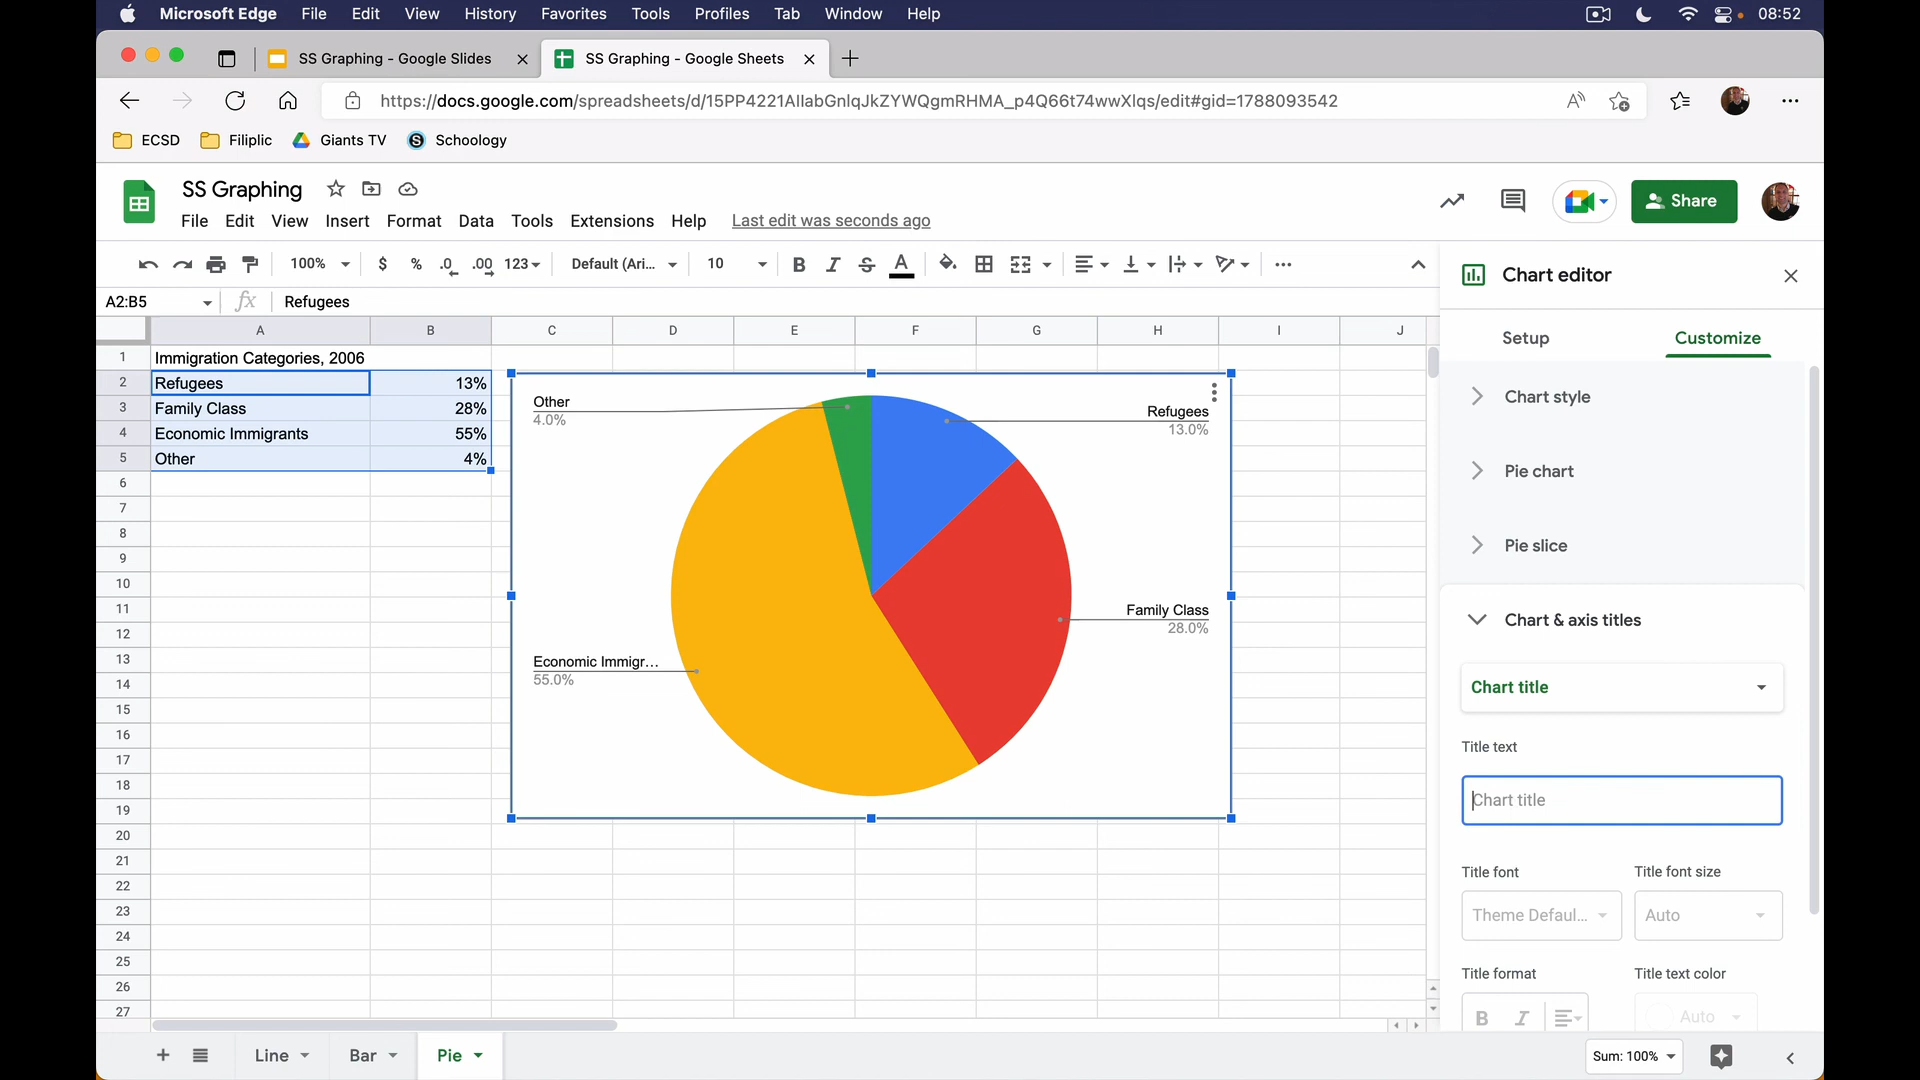 Microsoft Edge File Edit View History Favorites Tools Profiles Tab Window Help 08:52
SS Graphing - Google Slides SS Graphing - Google Sheets
https://docs.google.com/spreadsheets/d/15PP4221AIIabGnlqJkZYWQgmRHMA_p4Q66t74wwXlqs/edit#gid=1788093542
ECSD Filiplic Giants TV Schoology
SS Graphing
File Edit View Insert Format Data Tools Extensions Help Last edit was seconds ago
Share
100% $ % .0 .00 123 Default (Ari... 10 B I S A
A2:B5 fx Refugees
A B C D E F G H I J
1 Immigration Categories, 2006
2 Refugees 13%
3 Family Class 28%
4 Economic Immigrants 55%
5 Other 4%
6
7
8
9
10
11
12
13
14
15
16
17
18
19
20
21
22
23
24
25
26
27
Other
4.0%
Refugees
13.0%
Family Class
28.0%
Economic Immigr...
55.0%
Chart editor
Setup Customize
Chart style
Pie chart
Pie slice
Chart & axis titles
Chart title
Title text
Chart title
Title font Title font size
Theme Defaul... Auto
Title format Title text color
B I Auto
Line Bar Pie Sum: 100%